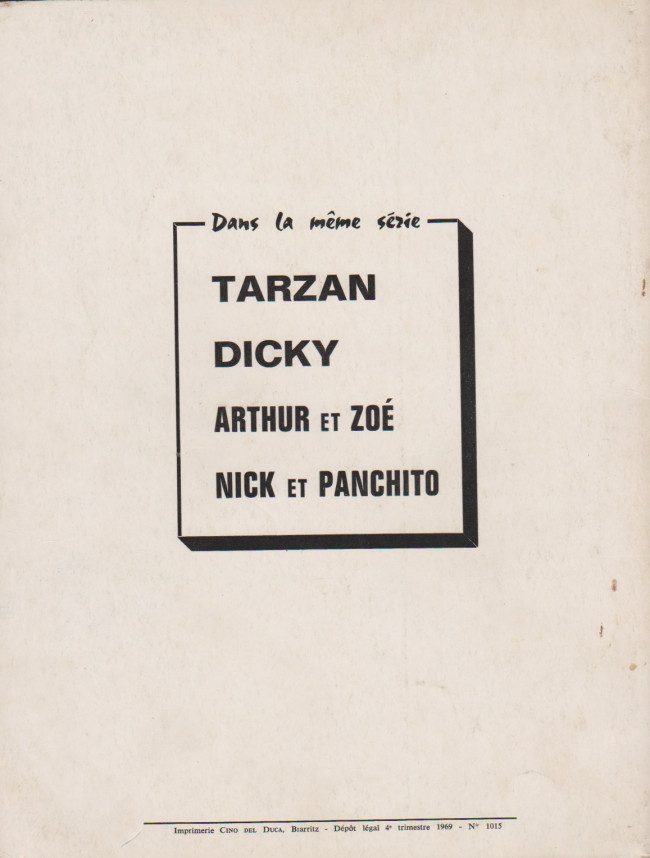 Dans la même série
TARZAN
DICKY
ARTHUR ET ZOÉ
NICK ET PANCHITO
Imprimerie CINO DEL DUCA, Biarritz - Dépôt légal 4e trimestre 1969 - N° 1015